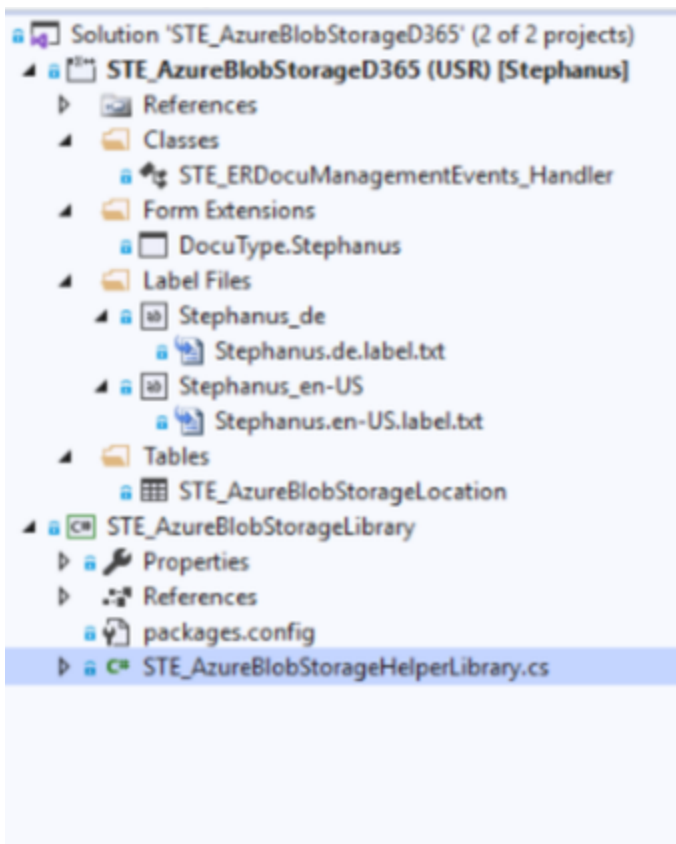 Solution 'STE_AzureBlobStorageD365' (2 of 2 projects)
STE_AzureBlobStorageD365 (USR) [Stephanus]
References
Classes
STE_ERDocuManagementEvents_Handler
Form Extensions
DocuType.Stephanus
Label Files
Stephanus_de
Stephanus.de.label.txt
Stephanus_en-US
Stephanus.en-US.label.txt
Tables
STE_AzureBlobStorageLocation
C# STE_AzureBlobStorageLibrary
Properties
References
packages.config
C# STE_AzureBlobStorageHelperLibrary.cs